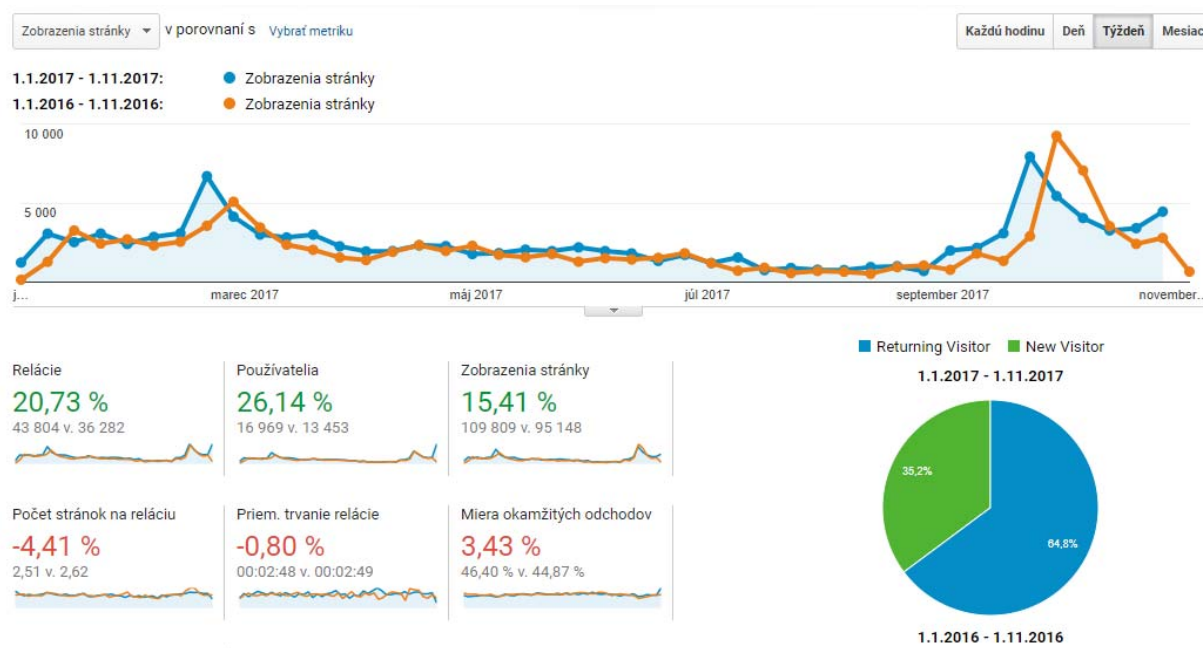 Zobrazenia stránky v porovnaní s Vybrať metriku
Každú hodinu Deň Týždeň Mesiac
1.1.2017 - 1.11.2017: Zobrazenia stránky
1.1.2016 - 1.11.2016: Zobrazenia stránky
10 000
5 000
j... marec 2017 máj 2017 júl 2017 september 2017 november...
Returning Visitor New Visitor
1.1.2017 - 1.11.2017
Relácie Používatelia Zobrazenia stránky
20,73 % 26,14 % 15,41 %
43 804 v. 36 282 16 969 v. 13 453 109 809 v. 95 148
35,2%
64,8%
Počet stránok na reláciu Priem. trvanie relácie Miera okamžitých odchodov
-4,41 % -0,80 % 3,43 %
2,51 v. 2,62 00:02:48 v. 00:02:49 46,40 % v. 44,87 %
1.1.2016 - 1.11.2016